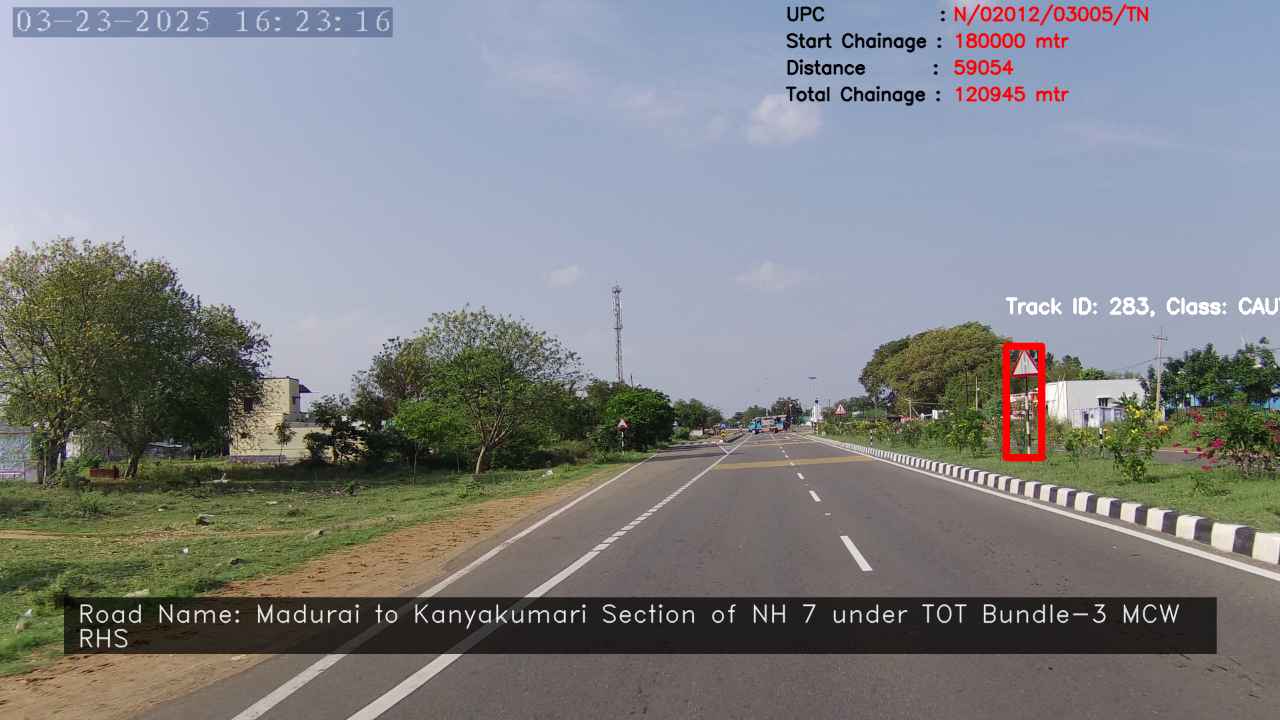 03-23-2025 16:23:16
UPC : N/02012/03005/TN
Start Chainage : 180000 mtr
Distance : 59054
Total Chainage : 120945 mtr
Track ID: 283, Class: CAU
Road Name: Madurai to Kanyakumari Section of NH 7 under TOT Bundle-3 MCW
RHS